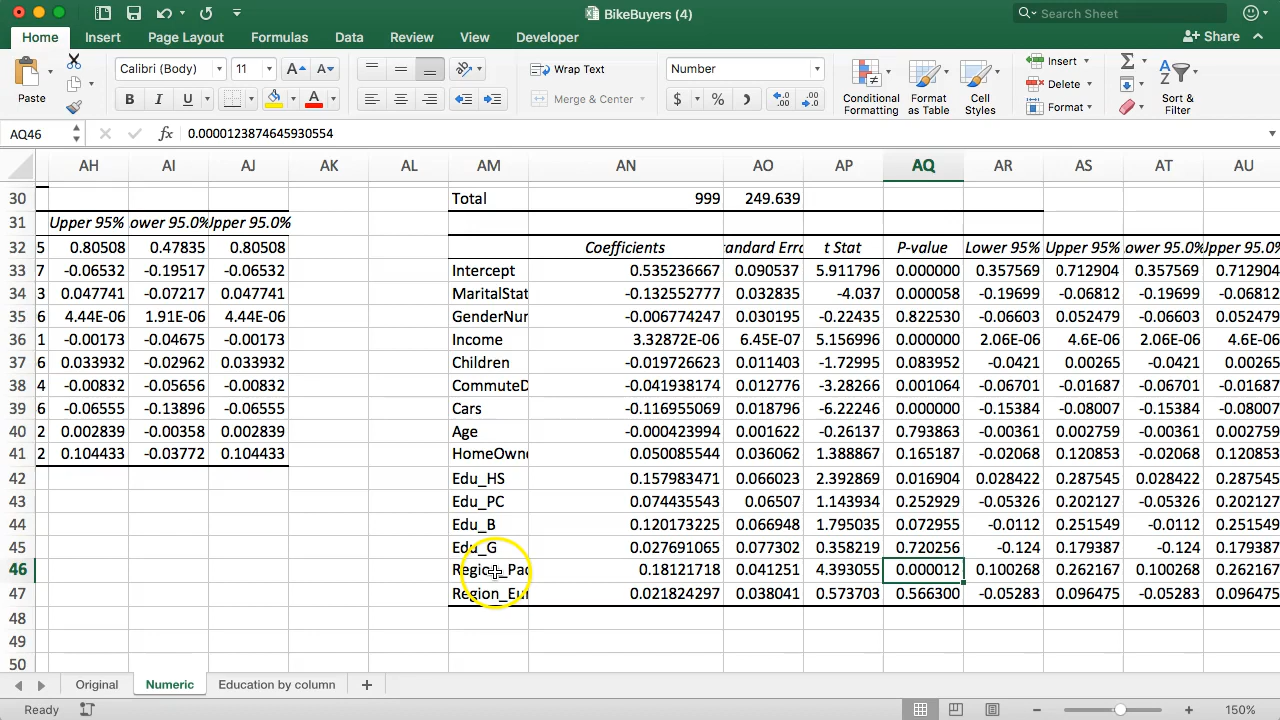 BikeBuyers (4)
Search Sheet
Home Insert Page Layout Formulas Data Review View Developer Share
Paste Calibri (Body) 11 A A Wrap Text Number Insert
B I U A Merge & Center $ % Conditional Formatting Format as Table Cell Styles Delete Format Sort & Filter
AQ46 fx 0.0000123874645930554
AH AI AJ AK AL AM AN AO AP AQ AR AS AT AU
30 Total 999 249.639
31 Upper 95% ower 95.0% Jpper 95.0%
32 5 0.80508 0.47835 0.80508 Coefficients andard Erro t Stat P-value Lower 95% Upper 95% ower 95.0% Jpper 95.0%
33 7 -0.06532 -0.19517 -0.06532 Intercept 0.535236667 0.090537 5.911796 0.000000 0.357569 0.712904 0.357569 0.712904
34 3 0.047741 -0.07217 0.047741 MaritalStat -0.132552777 0.032835 -4.037 0.000058 -0.19699 -0.06812 -0.19699 -0.06812
35 6 4.44E-06 1.91E-06 4.44E-06 GenderNur -0.006774247 0.030195 -0.22435 0.822530 -0.06603 0.052479 -0.06603 0.052479
36 1 -0.00173 -0.04675 -0.00173 Income 3.32872E-06 6.45E-07 5.156996 0.000000 2.06E-06 4.6E-06 2.06E-06 4.6E-06
37 6 0.033932 -0.02962 0.033932 Children -0.019726623 0.011403 -1.72995 0.083952 -0.0421 0.00265 -0.0421 0.00265
38 4 -0.00832 -0.05656 -0.00832 CommuteD -0.041938174 0.012776 -3.28266 0.001064 -0.06701 -0.01687 -0.06701 -0.01687
39 6 -0.06555 -0.13896 -0.06555 Cars -0.116955069 0.018796 -6.22246 0.000000 -0.15384 -0.08007 -0.15384 -0.08007
40 2 0.002839 -0.00358 0.002839 Age -0.000423994 0.001622 -0.26137 0.793863 -0.00361 0.002759 -0.00361 0.002759
41 2 0.104433 -0.03772 0.104433 HomeOwne 0.050085544 0.036062 1.388867 0.165187 -0.02068 0.120853 -0.02068 0.120853
42 Edu_HS 0.157983471 0.066023 2.392869 0.016904 0.028422 0.287545 0.028422 0.287545
43 Edu_PC 0.074435543 0.06507 1.143934 0.252929 -0.05326 0.202127 -0.05326 0.202127
44 Edu_B 0.120173225 0.066948 1.795035 0.072955 -0.0112 0.251549 -0.0112 0.251549
45 Edu_G 0.027691065 0.077302 0.358219 0.720256 -0.124 0.179387 -0.124 0.179387
46 Region_Pac 0.18121718 0.041251 4.393055 0.000012 0.100268 0.262167 0.100268 0.262167
47 Region_Eur 0.021824297 0.038041 0.573703 0.566300 -0.05283 0.096475 -0.05283 0.096475
48
49
50
Original Numeric Education by column
Ready 150%